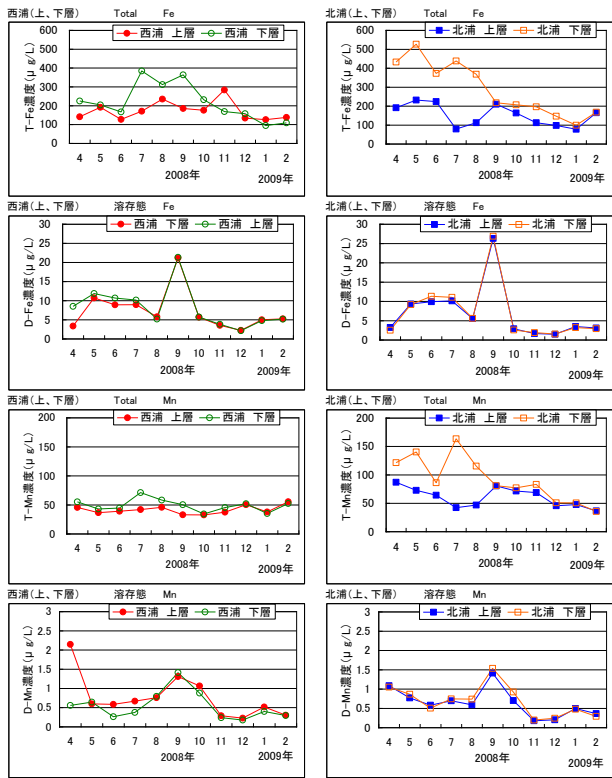 西浦(上、下層) Total Fe
西浦 上層 西浦 下層
T-Fe濃度(μg/L)
600
500
400
300
200
100
0
4 5 6 7 8 9 10 11 12 1 2
2008年 2009年
北浦(上、下層) Total Fe
北浦 上層 北浦 下層
T-Fe濃度(μg/L)
600
500
400
300
200
100
0
4 5 6 7 8 9 10 11 12 1 2
2008年 2009年
西浦(上、下層) 溶存態 Fe
西浦 下層 西浦 上層
D-Fe濃度(μg/L)
30
25
20
15
10
5
0
4 5 6 7 8 9 10 11 12 1 2
2008年 2009年
北浦(上、下層) 溶存態 Fe
北浦 上層 北浦 下層
D-Fe濃度(μg/L)
30
25
20
15
10
5
0
4 5 6 7 8 9 10 11 12 1 2
2008年 2009年
西浦(上、下層) Total Mn
西浦 上層 西浦 下層
T-Mn濃度(μg/L)
200
150
100
50
0
4 5 6 7 8 9 10 11 12 1 2
2008年 2009年
北浦(上、下層) Total Mn
北浦 上層 北浦 下層
T-Mn濃度(μg/L)
200
150
100
50
0
4 5 6 7 8 9 10 11 12 1 2
2008年 2009年
西浦(上、下層) 溶存態 Mn
西浦 上層 西浦 下層
D-Mn濃度(μg/L)
3
2.5
2
1.5
1
0.5
0
4 5 6 7 8 9 10 11 12 1 2
2008年 2009年
北浦(上、下層) 溶存態 Mn
北浦 上層 北浦 下層
D-Mn濃度(μg/L)
3
2.5
2
1.5
1
0.5
0
4 5 6 7 8 9 10 11 12 1 2
2008年 2009年